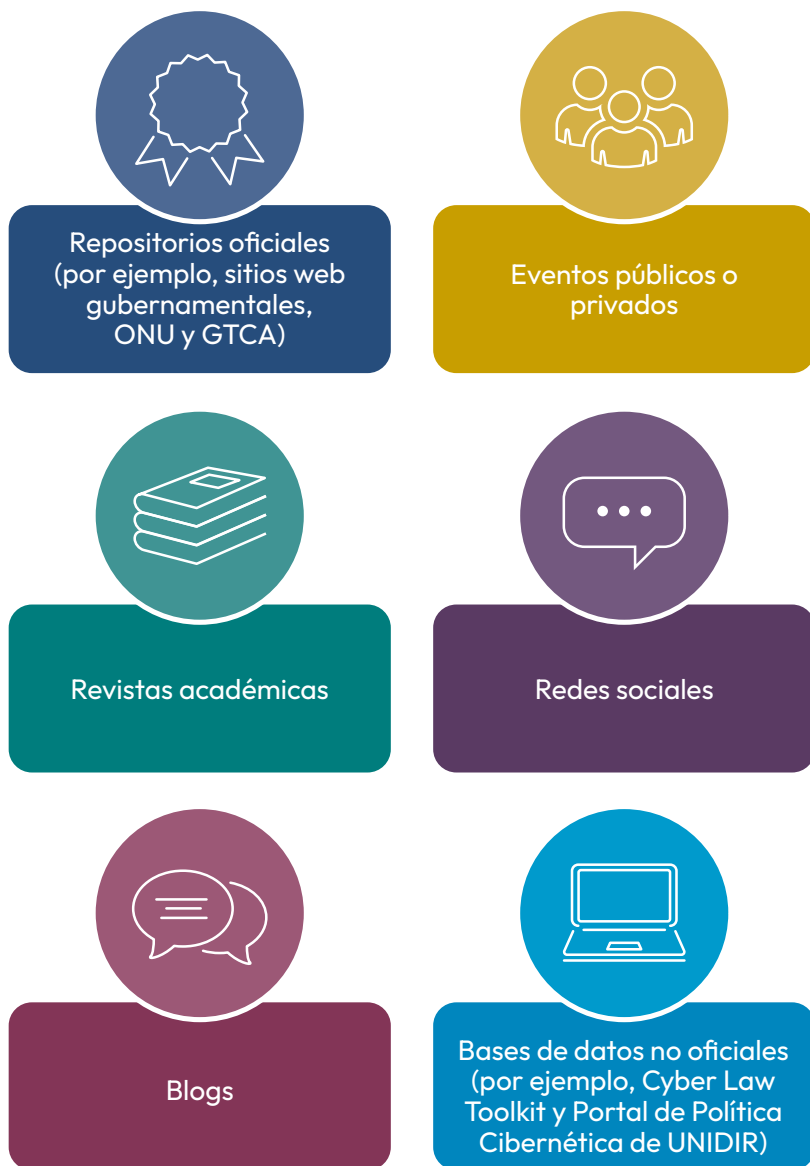 Repositorios oficiales
(por ejemplo, sitios web
gubernamentales,
ONU y GTCA)
Eventos públicos o
privados
Revistas académicas
Redes sociales
Blogs
Bases de datos no oficiales
(por ejemplo, Cyber Law
Toolkit y Portal de Política
Cibernética de UNIDIR)